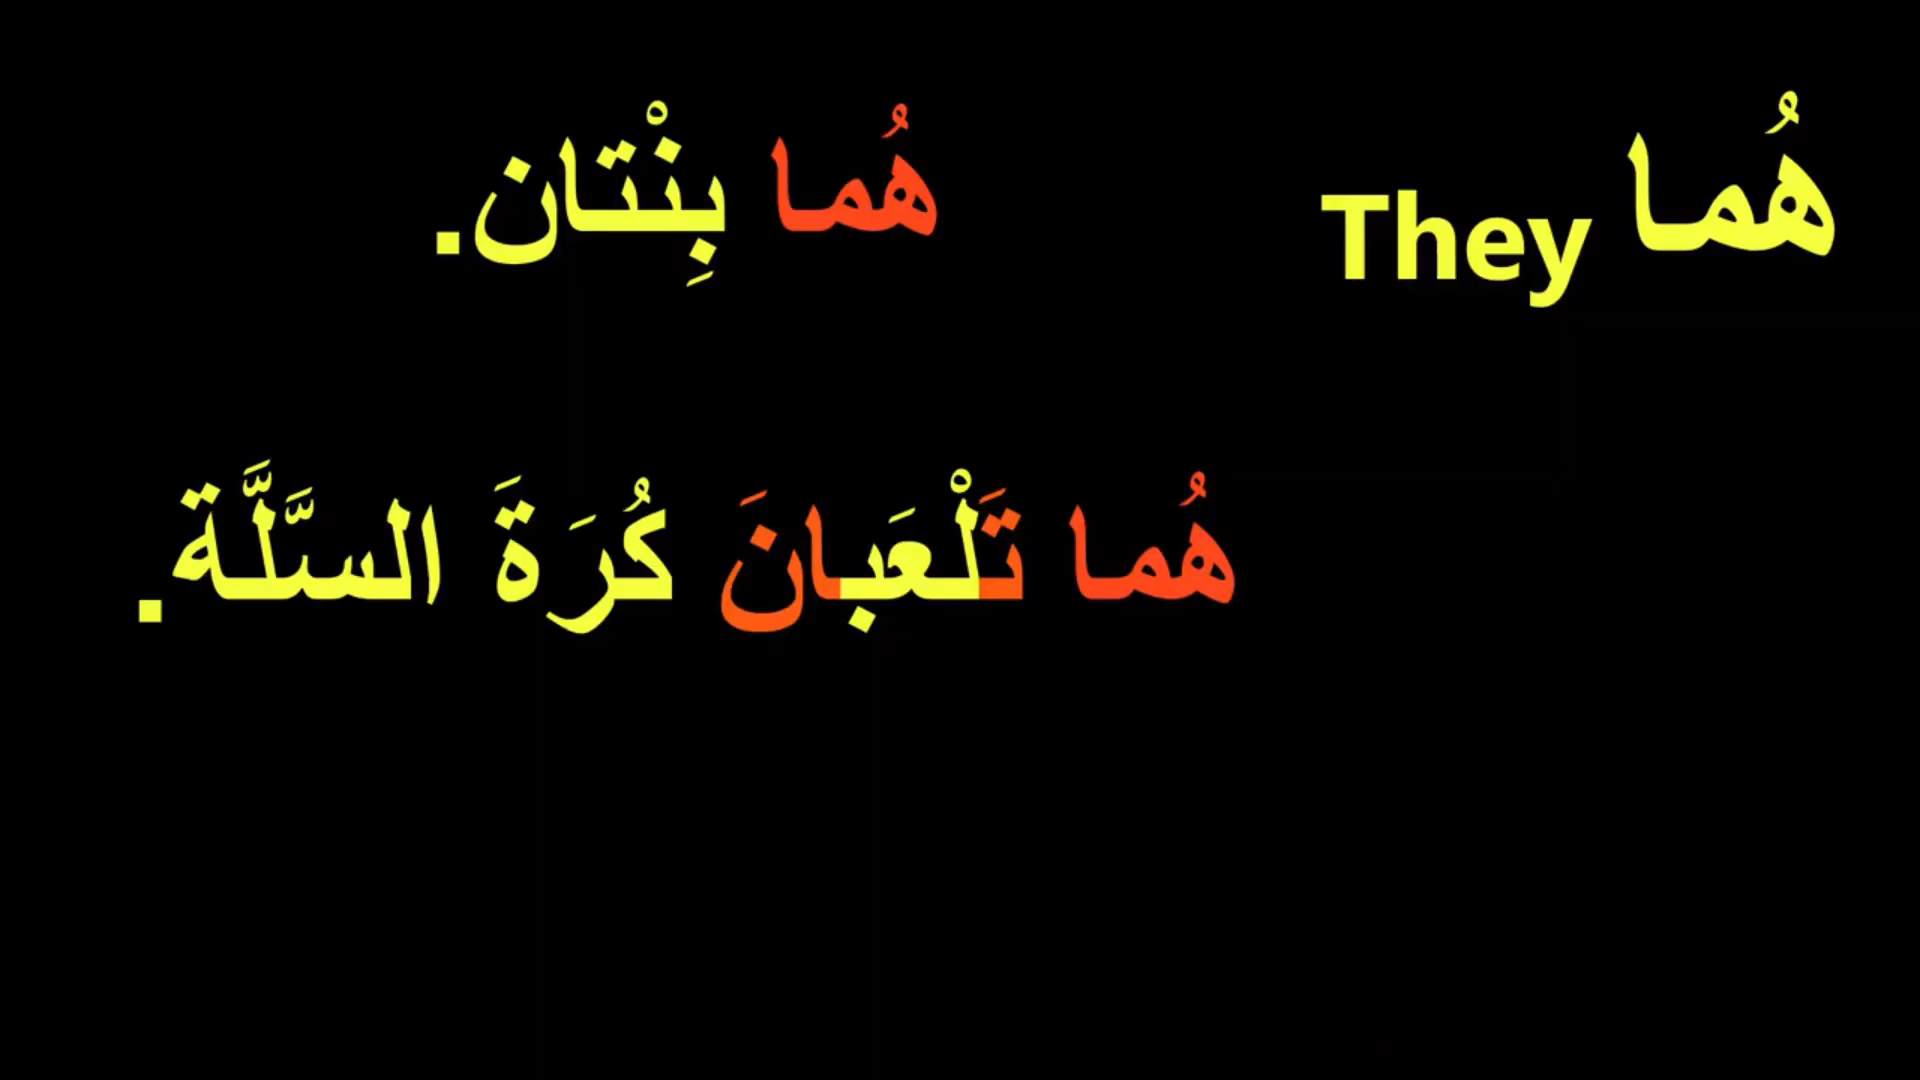 هُما They
هُما بِنْتان.
هُما تَلْعَبانَ كُرَةَ السَّلَّة.